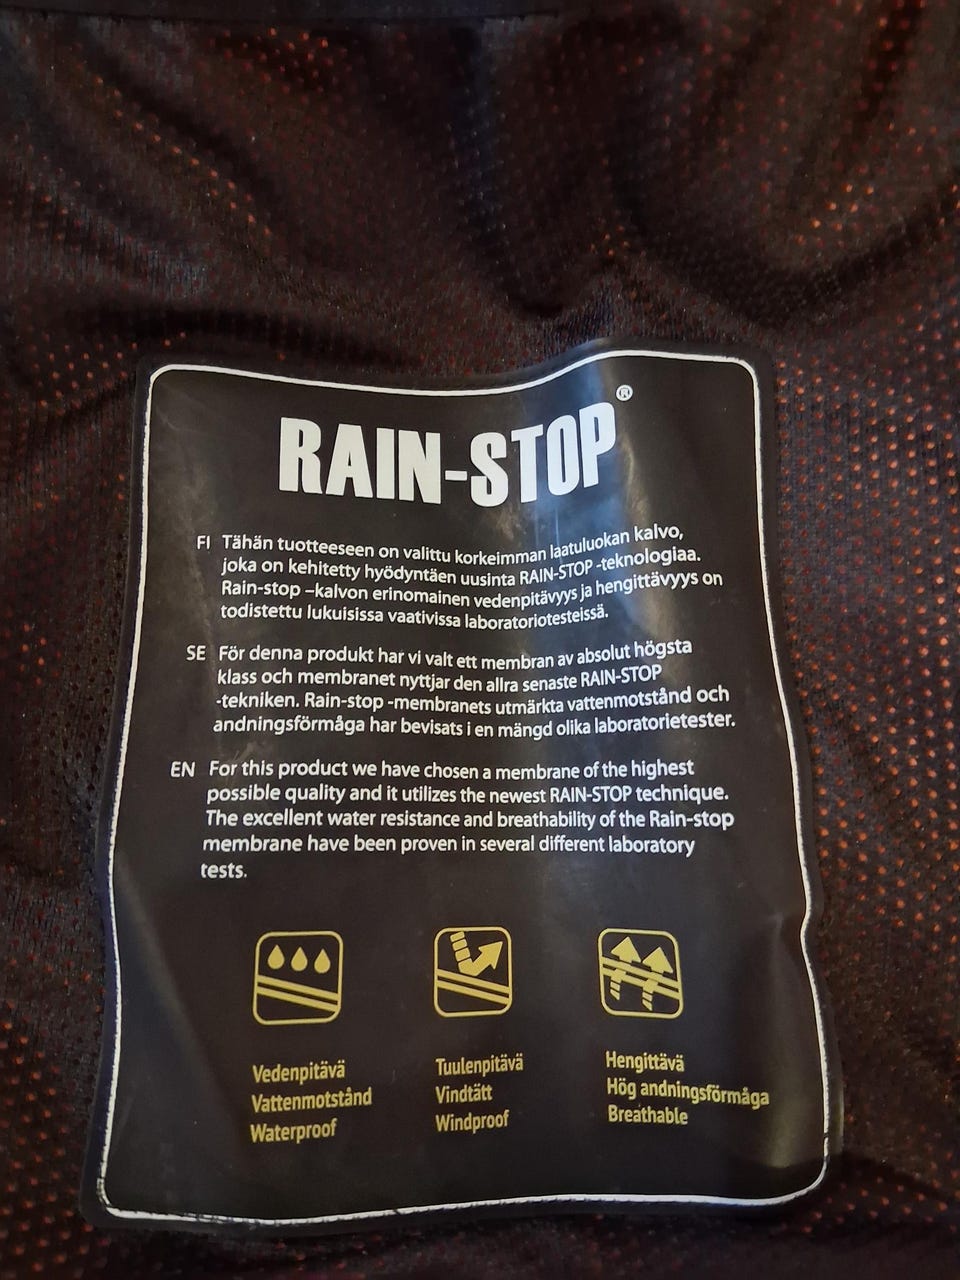 RAIN-STOP®
FI Tähän tuotteeseen on valittu korkeimman laatuluokan kalvo,
joka on kehitetty hyödyntäen uusinta RAIN-STOP -teknologiaa.
Rain-stop –kalvon erinomainen vedenpitävyys ja hengittävyys on
todistettu lukuisissa vaativissa laboratoriotesteissä.
SE För denna produkt har vi valt ett membran av absolut högsta
klass och membranet nyttjar den allra senaste RAIN-STOP
-tekniken. Rain-stop -membranets utmärkta vattenmotstånd och
andningsförmåga har bevisats i en mängd olika laboratorietester.
EN For this product we have chosen a membrane of the highest
possible quality and it utilizes the newest RAIN-STOP technique.
The excellent water resistance and breathability of the Rain-stop
membrane have been proven in several different laboratory
tests.
Vedenpitävä
Vattenmotstånd
Waterproof
Tuulenpitävä
Vindtätt
Windproof
Hengittävä
Hög andningsförmåga
Breathable